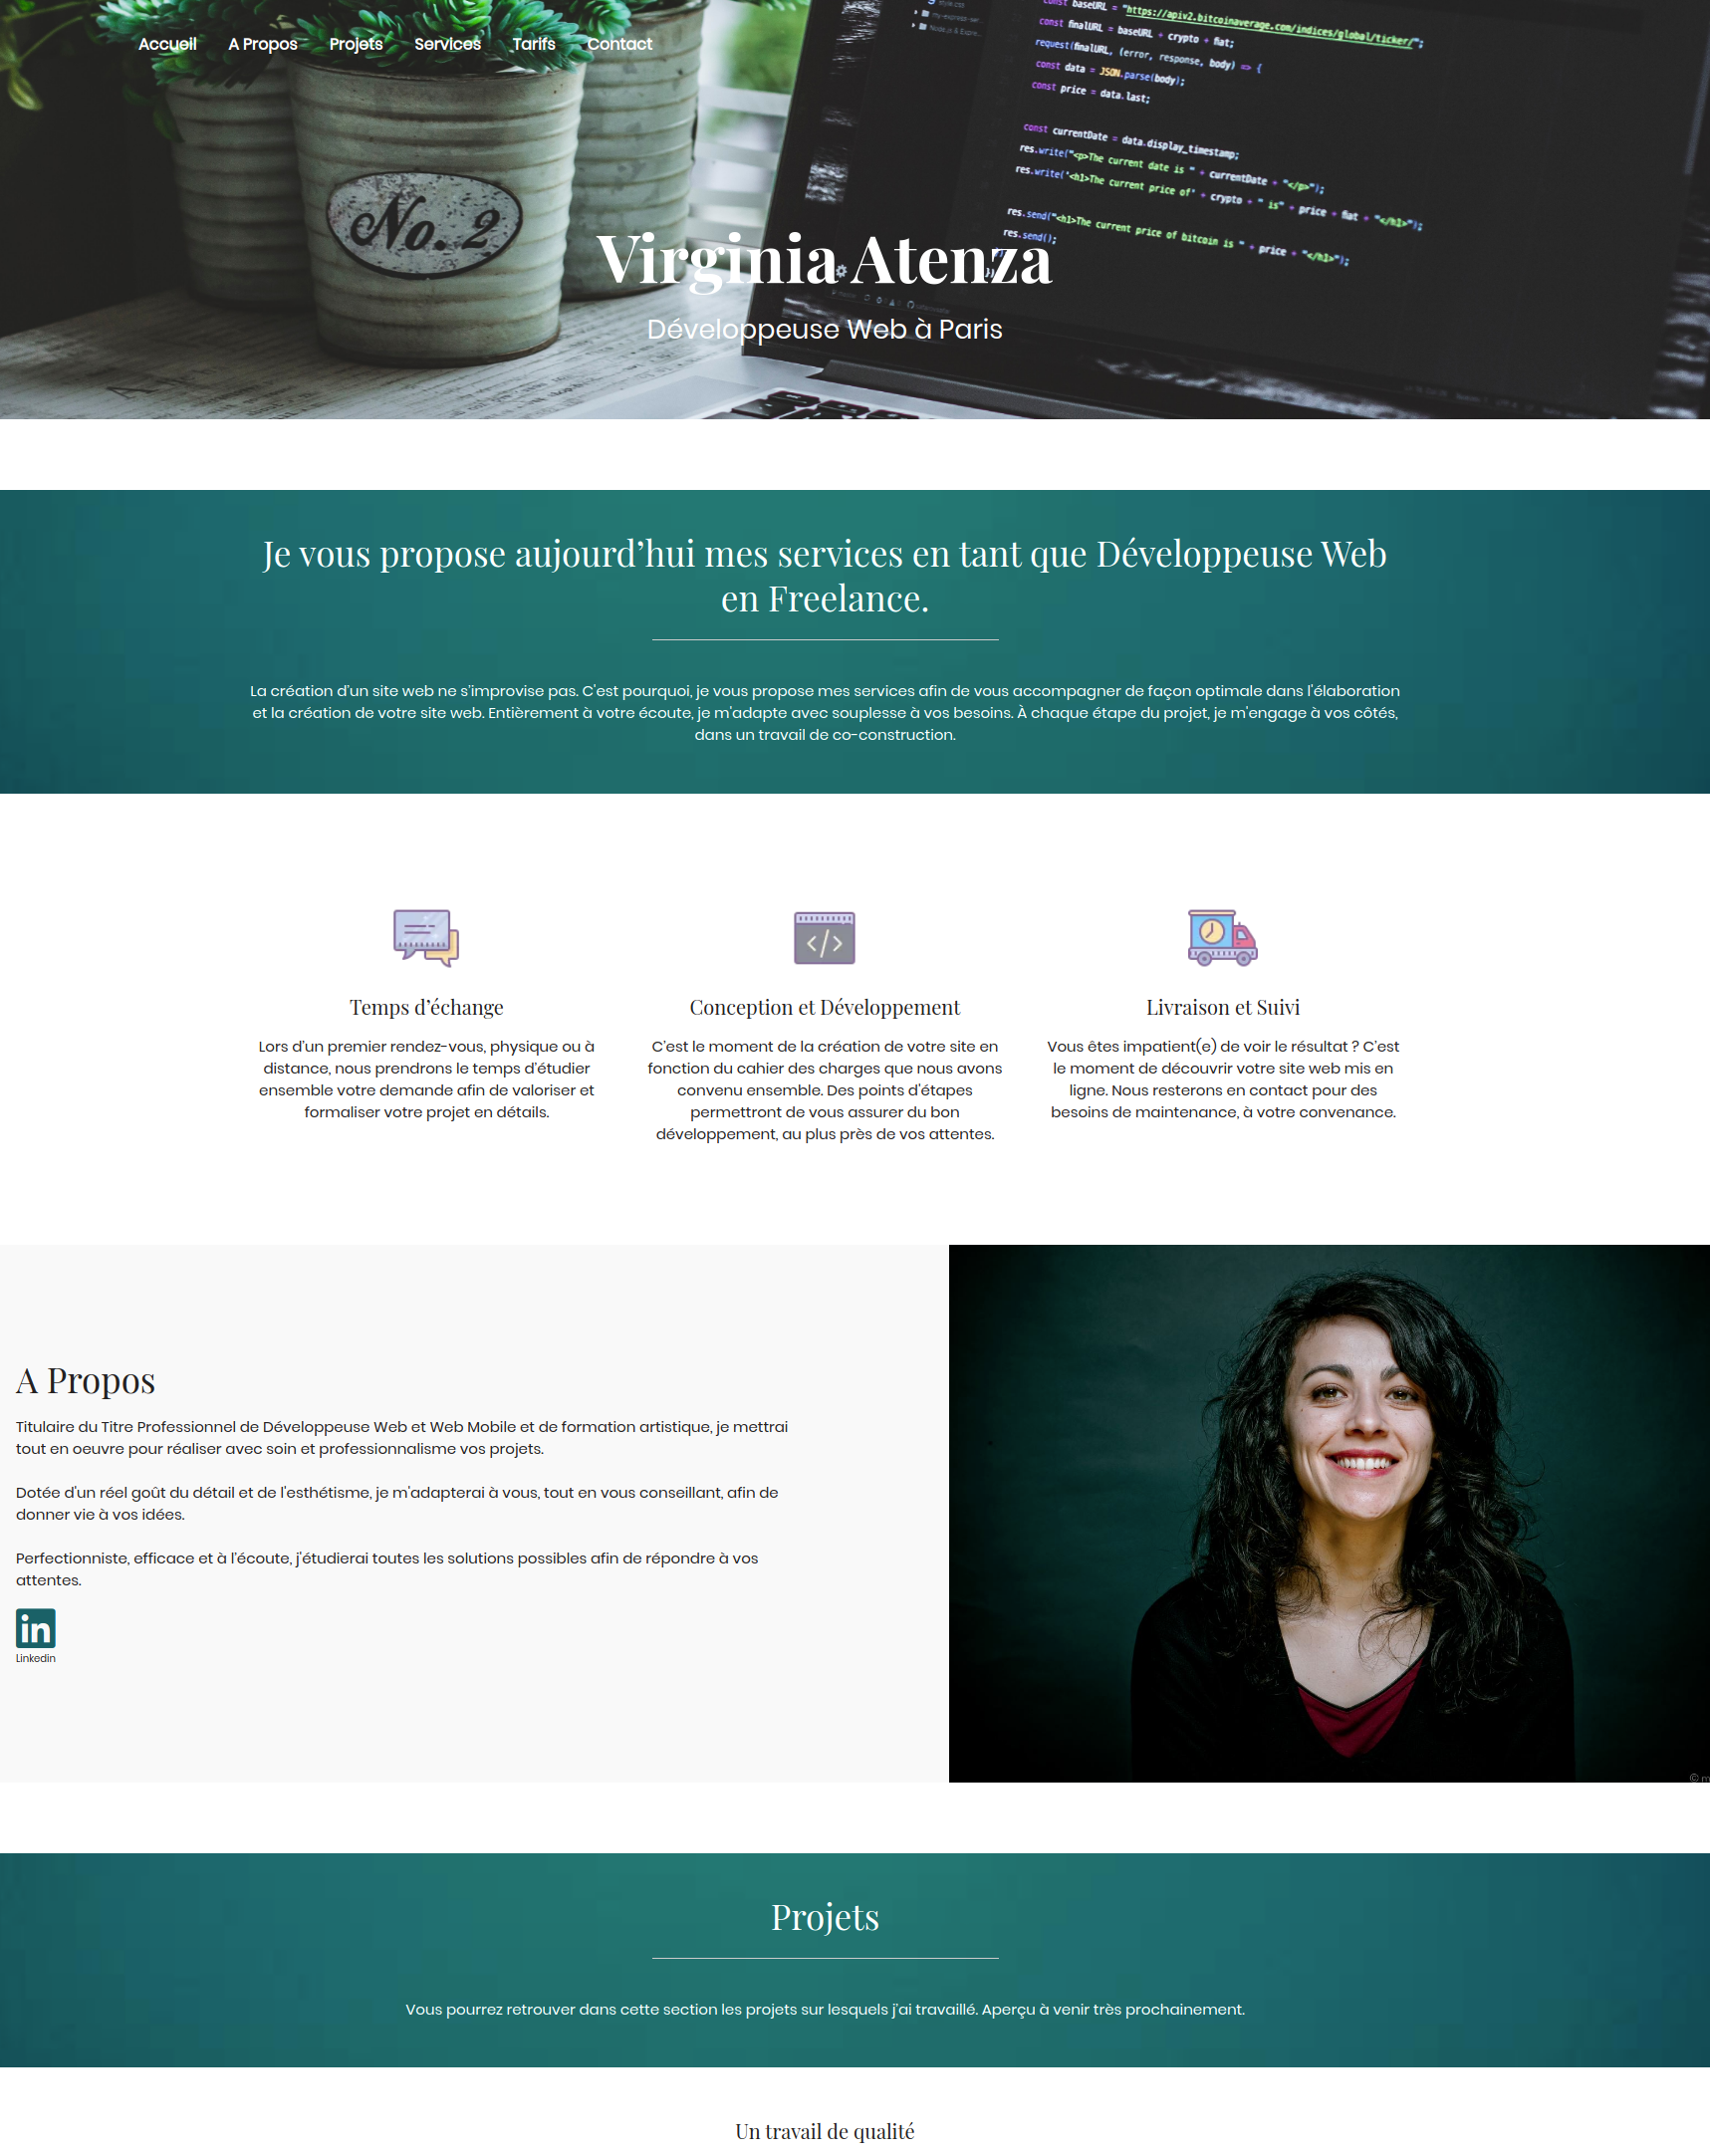 Accueil A Propos Projets Services Tarifs Contact
const baseURL = "https://apiv2.bitcoinaverage.com/indices/global/ticker/";
const finalURL = baseURL + crypto + fiat;
request(finalURL, (error, response, body) => {
const data = JSON.parse(body);
const price = data.last;
const currentDate = data.display_timestamp;
res.write("<p>The current date is " + currentDate + "</p>");
res.write("<h1>The current price of" + crypto + " is" + price + fiat + "</h1>");
res.send("<h1>The current price of bitcoin is " + price + "</h1>");
res.send();
No. 2
Virginia Atenza
Développeuse Web à Paris
Je vous propose aujourd’hui mes services en tant que Développeuse Web
en Freelance.
La création d’un site web ne s’improvise pas. C'est pourquoi, je vous propose mes services afin de vous accompagner de façon optimale dans l'élaboration
et la création de votre site web. Entièrement à votre écoute, je m'adapte avec souplesse à vos besoins. À chaque étape du projet, je m'engage à vos côtés,
dans un travail de co-construction.
Temps d’échange
Lors d’un premier rendez-vous, physique ou à
distance, nous prendrons le temps d’étudier
ensemble votre demande afin de valoriser et
formaliser votre projet en détails.
Conception et Développement
C’est le moment de la création de votre site en
fonction du cahier des charges que nous avons
convenu ensemble. Des points d'étapes
permettront de vous assurer du bon
développement, au plus près de vos attentes.
Livraison et Suivi
Vous êtes impatient(e) de voir le résultat ? C’est
le moment de découvrir votre site web mis en
ligne. Nous resterons en contact pour des
besoins de maintenance, à votre convenance.
A Propos
Titulaire du Titre Professionnel de Développeuse Web et Web Mobile et de formation artistique, je mettrai
tout en oeuvre pour réaliser avec soin et professionnalisme vos projets.
Dotée d'un réel goût du détail et de l'esthétisme, je m'adapterai à vous, tout en vous conseillant, afin de
donner vie à vos idées.
Perfectionniste, efficace et à l’écoute, j'étudierai toutes les solutions possibles afin de répondre à vos
attentes.
in
Linkedin
© m
Projets
Vous pourrez retrouver dans cette section les projets sur lesquels j’ai travaillé. Aperçu à venir très prochainement.
Un travail de qualité